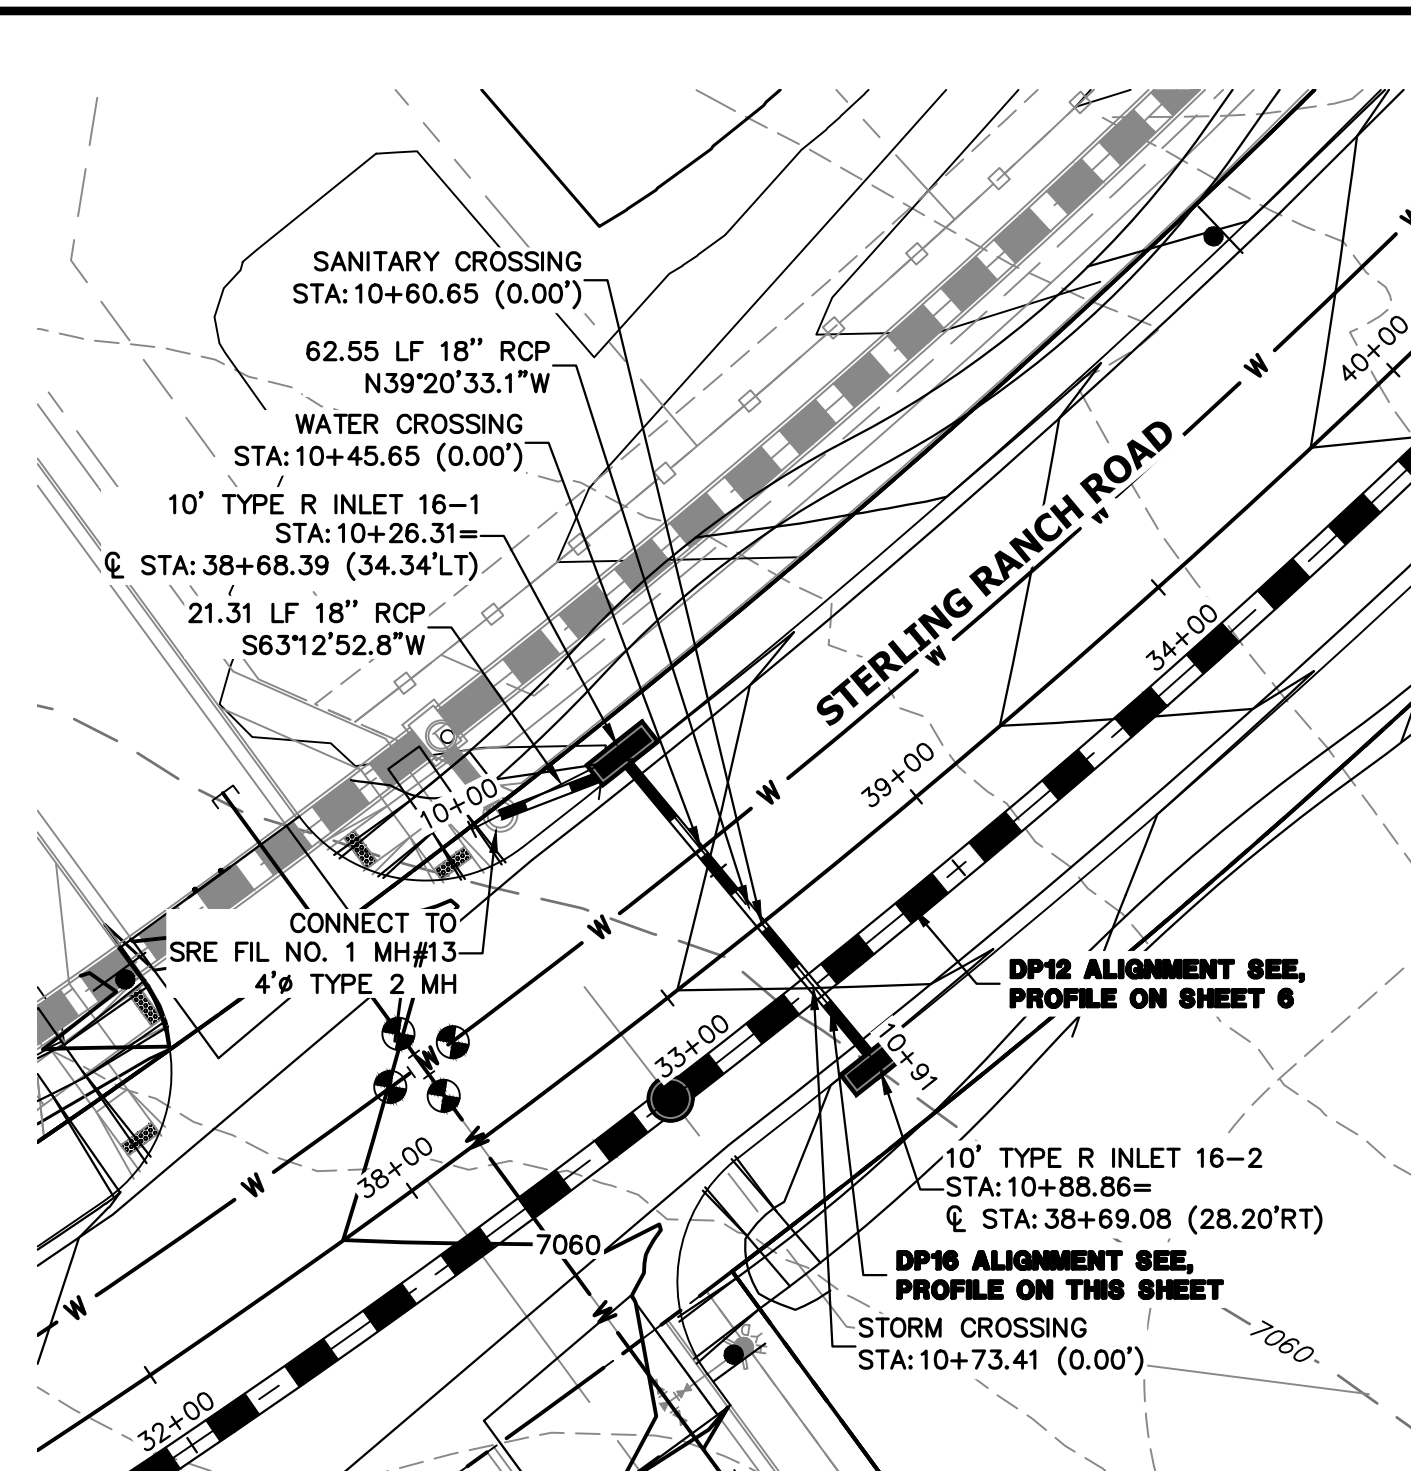 SANITARY CROSSING
STA: 10+60.65 (0.00')
62.55 LF 18" RCP
N39°20'33.1"W
WATER CROSSING
STA: 10+45.65 (0.00')
10' TYPE R INLET 16-1
STA: 10+26.31=
℄ STA: 38+68.39 (34.34'LT)
21.31 LF 18" RCP
S63°12'52.8"W
STERLING RANCH ROAD
40+00
34+00
39+00
10+00
CONNECT TO
SRE FIL NO. 1 MH#13
4'ø TYPE 2 MH
DP12 ALIGNMENT SEE,
PROFILE ON SHEET 6
33+00
10+91
38+00
10' TYPE R INLET 16-2
STA: 10+88.86=
℄ STA: 38+69.08 (28.20'RT)
7060
DP16 ALIGNMENT SEE,
PROFILE ON THIS SHEET
STORM CROSSING
STA: 10+73.41 (0.00')
7060
32+00
W
W
W
W
W
W
W
W
W
W
W